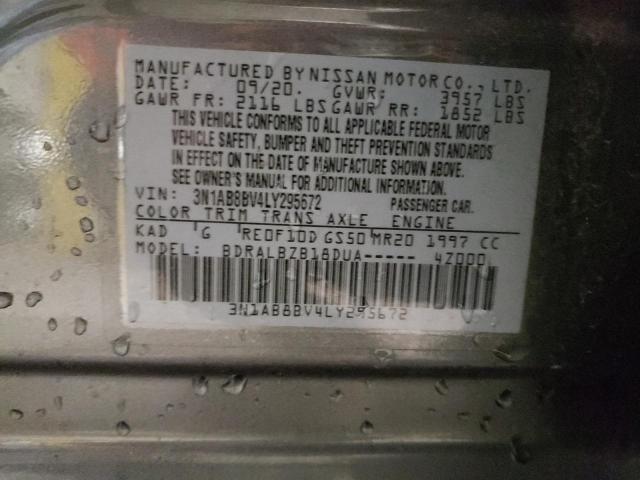 MANUFACTURED BY NISSAN MOTOR CO., LTD.
DATE: 09/20. GVWR: 3957 LBS
GAWR FR: 2116 LBS GAWR RR: 1852 LBS
THIS VEHICLE CONFORMS TO ALL APPLICABLE FEDERAL MOTOR
VEHICLE SAFETY, BUMPER AND THEFT PREVENTION STANDARDS
IN EFFECT ON THE DATE OF MANUFACTURE SHOWN ABOVE.
SEE OWNER'S MANUAL FOR ADDITIONAL INFORMATION.
VIN: 3N1AB8BV4LY295672 PASSENGER CAR.
COLOR TRIM TRANS AXLE ENGINE
KAD G RE0F10D GS50 MR20 1997 CC
MODEL: BDRALBZB18DUA----- 4Z000
3N1AB8BV4LY295672